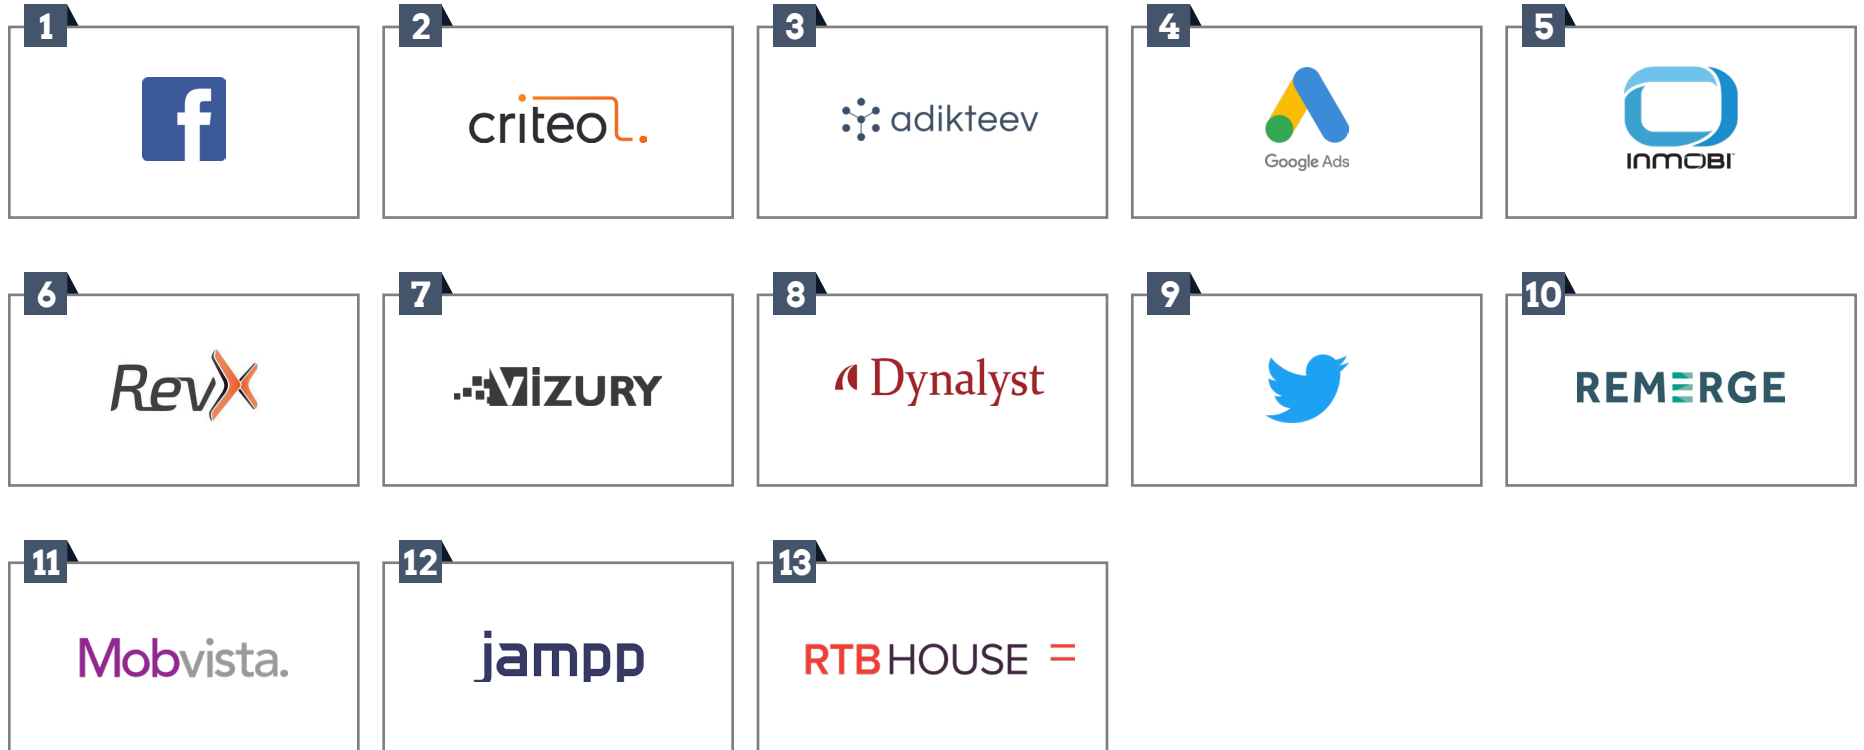 1
2
3
4
5
f
criteo
adikteev
Google Ads
INMOBI
6
7
8
9
10
RevX
VIZURY
Dynalyst
REMERGE
11
12
13
Mobvista.
jampp
RTB HOUSE =